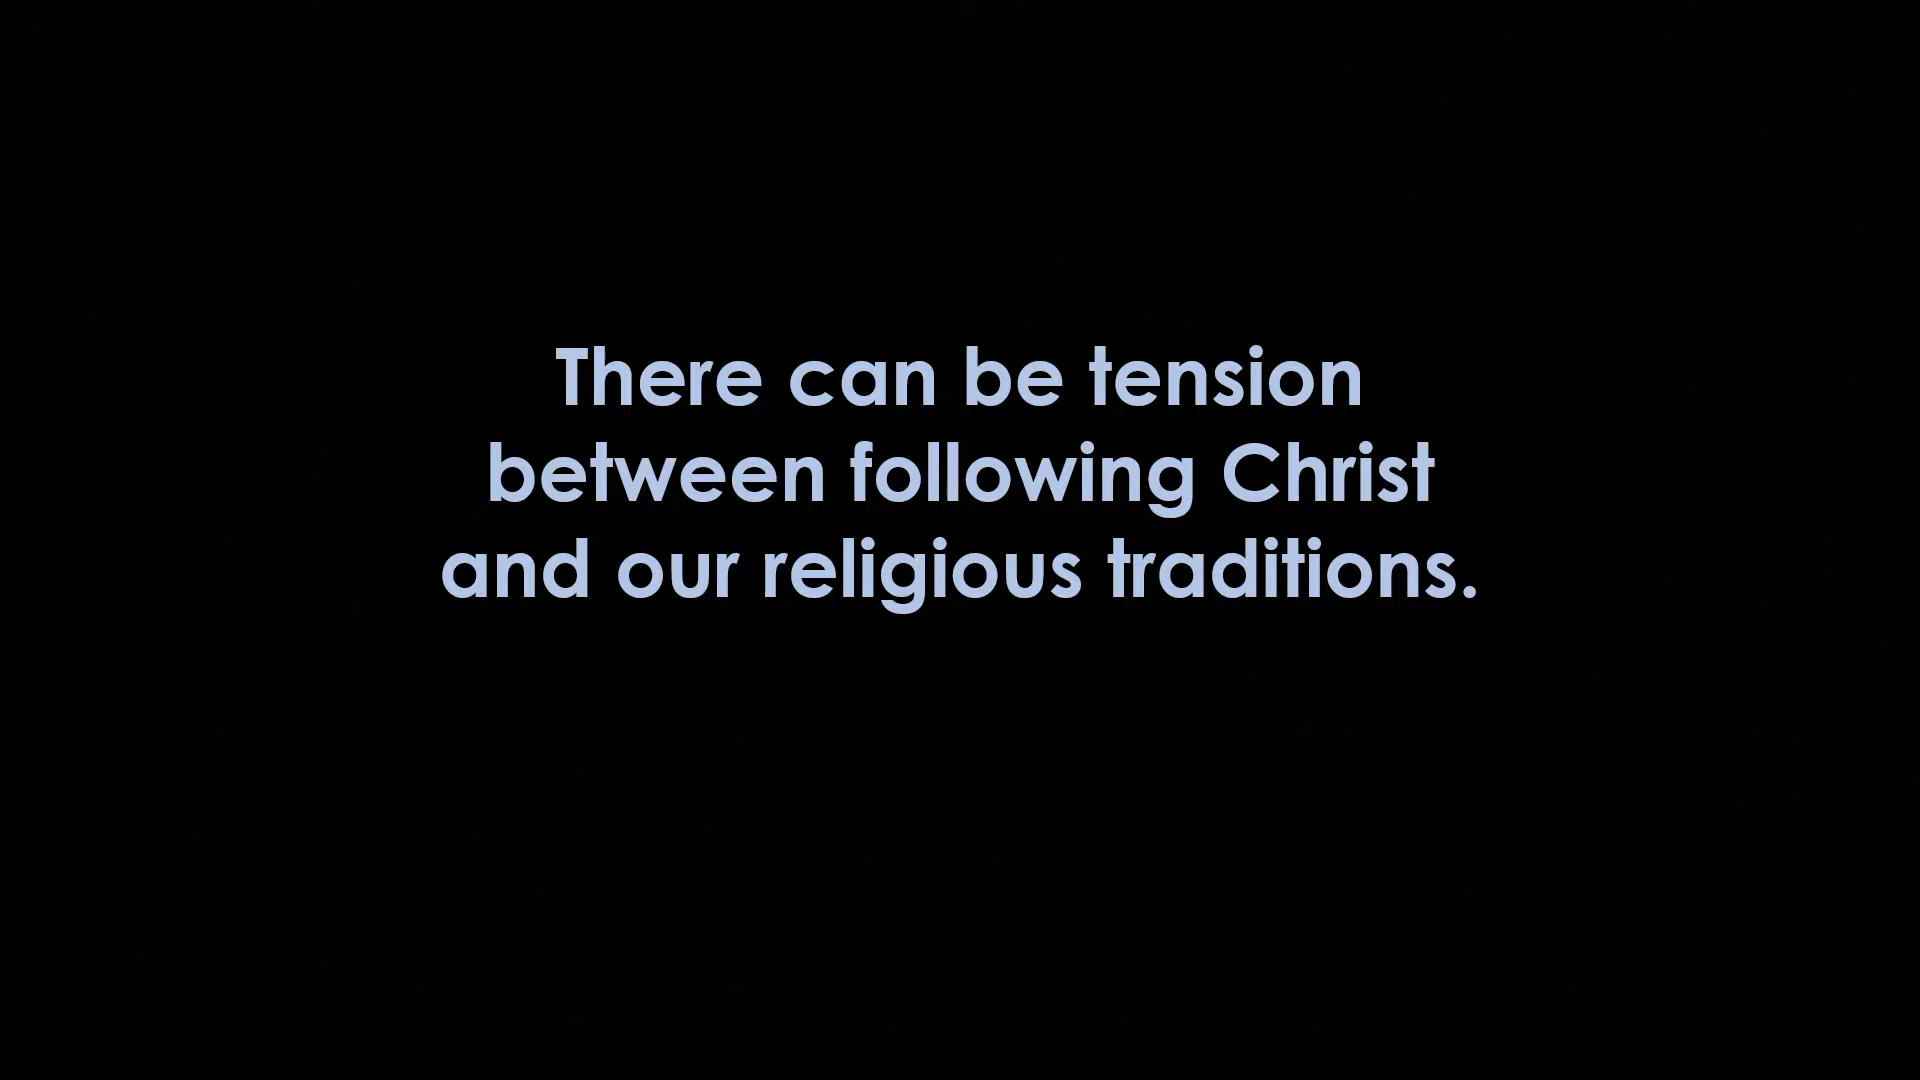 There can be tension
between following Christ
and our religious traditions.